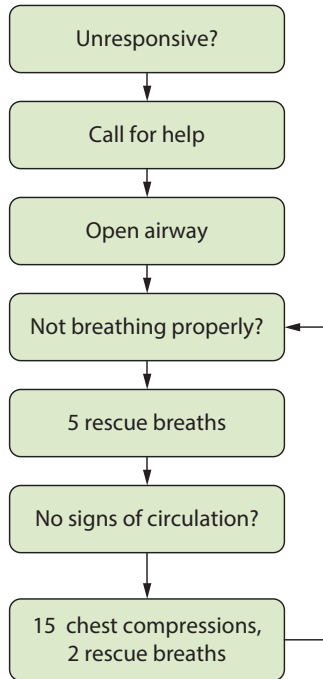 Unresponsive?
Call for help
Open airway
Not breathing properly?
5 rescue breaths
No signs of circulation?
15 chest compressions,
2 rescue breaths